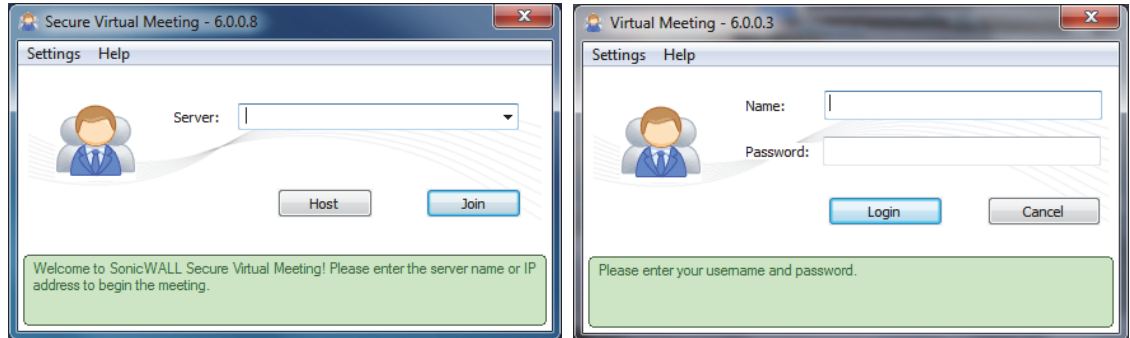 Secure Virtual Meeting - 6.0.0.8
Settings Help
Server:
Host Join
Welcome to SonicWALL Secure Virtual Meeting! Please enter the server name or IP
address to begin the meeting.
Virtual Meeting - 6.0.0.3
Settings Help
Name:
Password:
Login Cancel
Please enter your username and password.